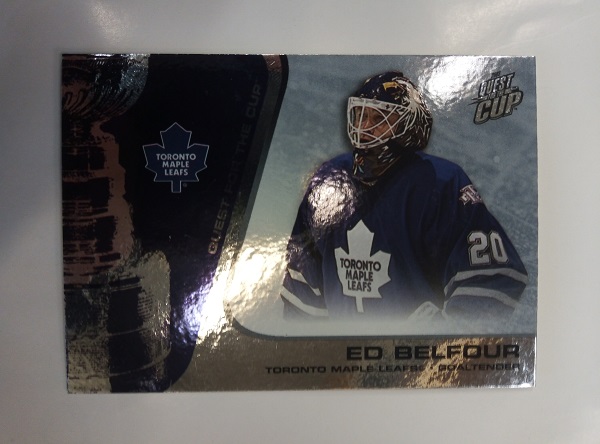 TORONTO
MAPLE
LEAFS
QUEST FOR THE CUP
QUEST
CUP
TORONTO
MAPLE
LEAFS
20
ED BELFOUR
TORONTO MAPLE LEAFS • GOALTENDER